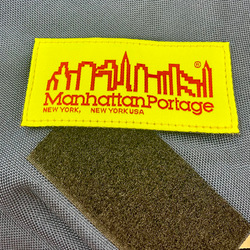 ®
ManhattanPortage
NEW YORK, NEW YORK USA